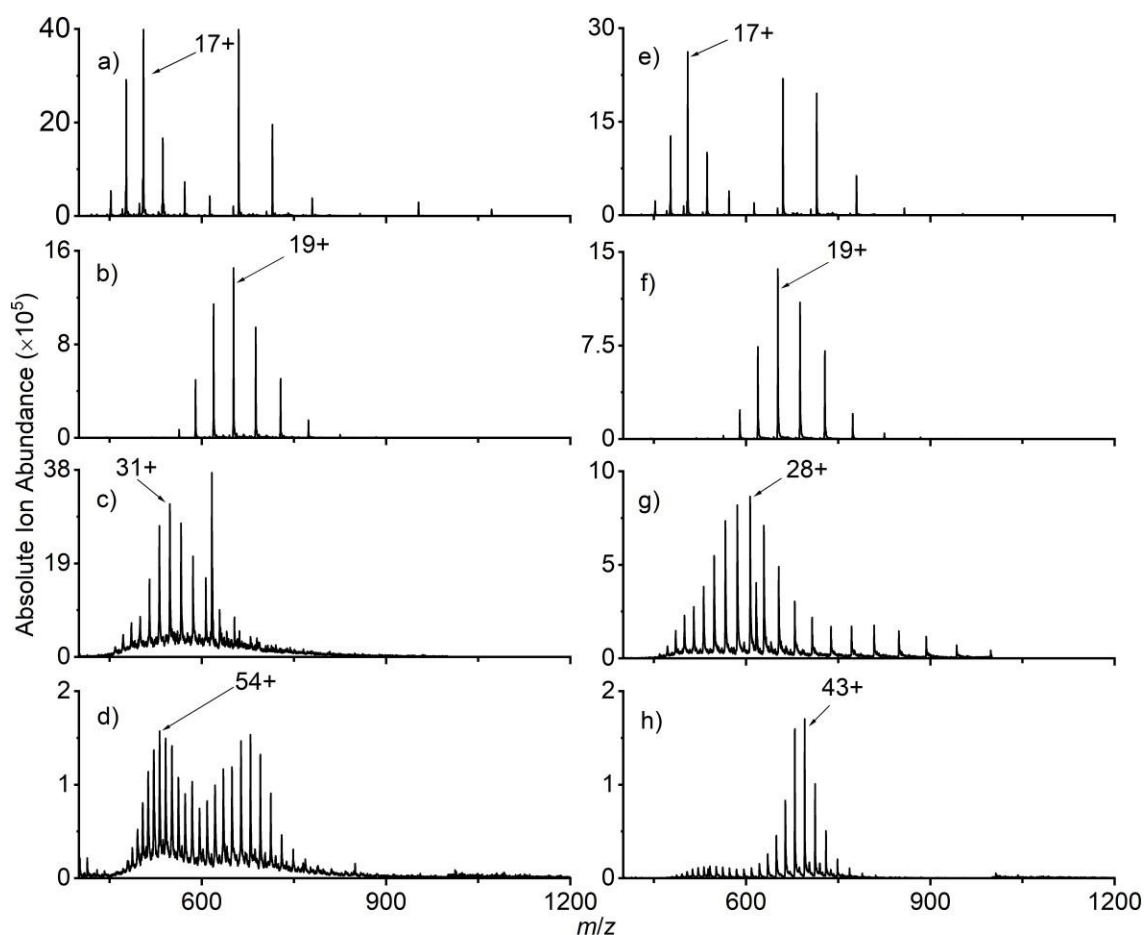 40
20
0
a)
17+
30
15
0
e)
17+
16
8
0
b)
19+
15
7.5
0
f)
19+
38
19
0
c)
31+
10
5
0
g)
28+
2
1
0
d)
54+
2
1
0
h)
43+
600 900 1200
600 900 1200
m/z
Absolute Ion Abundance (×10⁵)